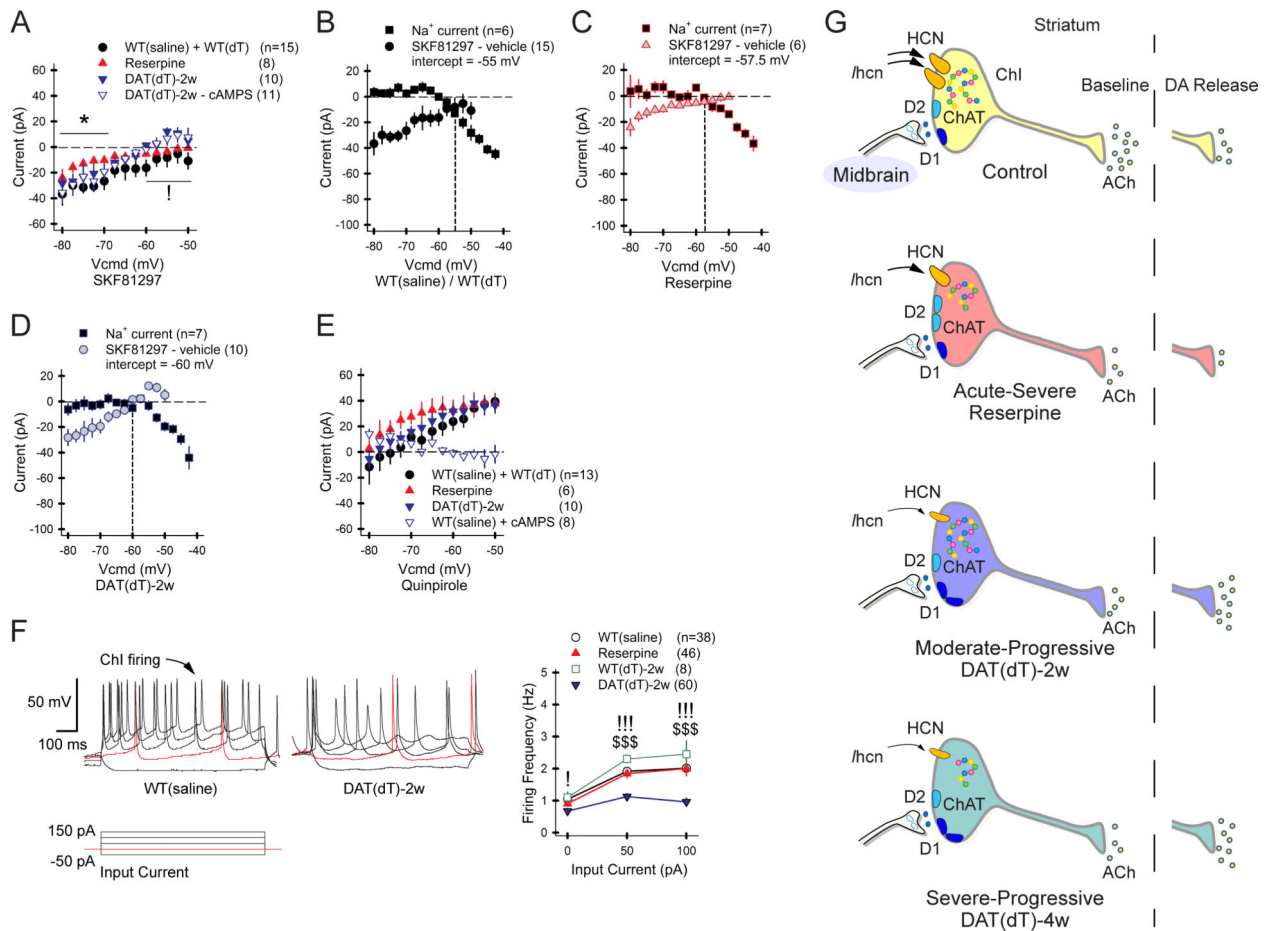 A
WT(saline) + WT(dT) (n=15)
Reserpine (8)
DAT(dT)-2w (10)
DAT(dT)-2w - cAMPS (11)
60
40
20
0
-20
-40
-60
*
!
Current (pA)
-80 -70 -60 -50
Vcmd (mV)
SKF81297
B
Na+ current (n=6)
SKF81297 - vehicle (15)
intercept = -55 mV
20
0
-20
-40
-60
-80
-100
Current (pA)
-80 -70 -60 -50 -40
Vcmd (mV)
WT(saline) / WT(dT)
C
Na+ current (n=7)
SKF81297 - vehicle (6)
intercept = -57.5 mV
20
0
-20
-40
-60
-80
-100
Current (pA)
-80 -70 -60 -50 -40
Vcmd (mV)
Reserpine
D
Na+ current (n=7)
SKF81297 - vehicle (10)
intercept = -60 mV
20
0
-20
-40
-60
-80
-100
Current (pA)
-80 -70 -60 -50 -40
Vcmd (mV)
DAT(dT)-2w
E
60
40
20
0
20
40
60
Current (pA)
WT(saline) + WT(dT) (n=13)
Reserpine (6)
DAT(dT)-2w (10)
WT(saline) + cAMPS (8)
-80 -70 -60 -50
Vcmd (mV)
Quinpirole
F
ChI firing
50 mV
100 ms
WT(saline)
DAT(dT)-2w
150 pA
-50 pA
Input Current
WT(saline) (n=38)
Reserpine (46)
WT(dT)-2w (8)
DAT(dT)-2w (60)
5
4
3
2
1
0
Firing Frequency (Hz)
!
!!!
$$$
!!!
$$$
0 50 100
Input Current (pA)
G
Striatum
HCN
Ihcn
ChI
Baseline
DA Release
D2
ChAT
D1
Midbrain
Control
ACh
HCN
Ihcn
D2
ChAT
D1
ACh
Acute-Severe
Reserpine
HCN
Ihcn
D2
ChAT
D1
ACh
Moderate-Progressive
DAT(dT)-2w
HCN
Ihcn
D2
ChAT
D1
ACh
Severe-Progressive
DAT(dT)-4w